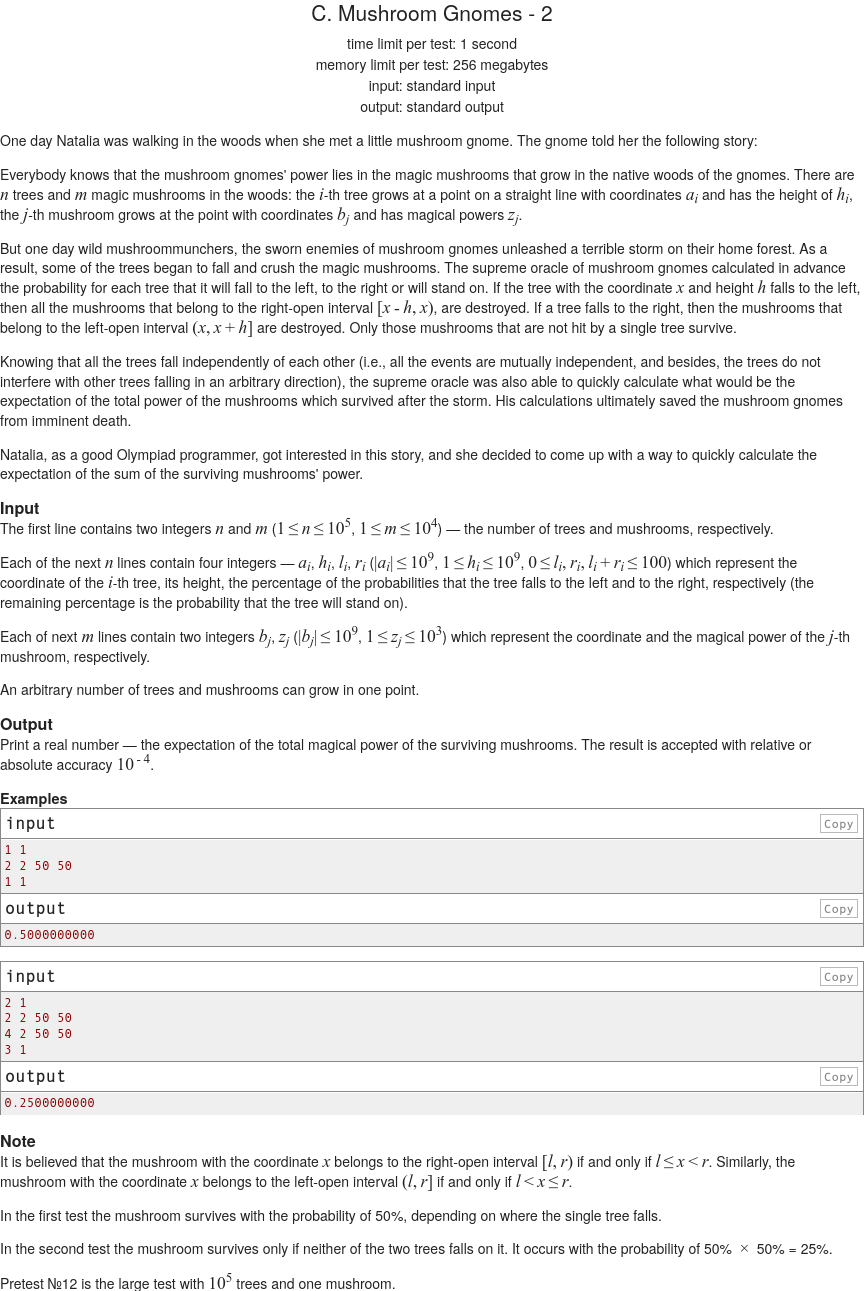 C. Mushroom Gnomes - 2
time limit per test: 1 second
memory limit per test: 256 megabytes
input: standard input
output: standard output
One day Natalia was walking in the woods when she met a little mushroom gnome. The gnome told her the following story:
Everybody knows that the mushroom gnomes' power lies in the magic mushrooms that grow in the native woods of the gnomes. There are
n trees and m magic mushrooms in the woods: the i-th tree grows at a point on a straight line with coordinates a_i and has the height of h_i,
the j-th mushroom grows at the point with coordinates b_j and has magical powers z_j.
But one day wild mushroommunchers, the sworn enemies of mushroom gnomes unleashed a terrible storm on their home forest. As a
result, some of the trees began to fall and crush the magic mushrooms. The supreme oracle of mushroom gnomes calculated in advance
the probability for each tree that it will fall to the left, to the right or will stand on. If the tree with the coordinate x and height h falls to the left,
then all the mushrooms that belong to the right-open interval [x - h, x), are destroyed. If a tree falls to the right, then the mushrooms that
belong to the left-open interval (x, x + h] are destroyed. Only those mushrooms that are not hit by a single tree survive.
Knowing that all the trees fall independently of each other (i.e., all the events are mutually independent, and besides, the trees do not
interfere with other trees falling in an arbitrary direction), the supreme oracle was also able to quickly calculate what would be the
expectation of the total power of the mushrooms which survived after the storm. His calculations ultimately saved the mushroom gnomes
from imminent death.
Natalia, as a good Olympiad programmer, got interested in this story, and she decided to come up with a way to quickly calculate the
expectation of the sum of the surviving mushrooms' power.
Input
The first line contains two integers n and m (1 ≤ n ≤ 10^5, 1 ≤ m ≤ 10^4) — the number of trees and mushrooms, respectively.
Each of the next n lines contain four integers — a_i, h_i, l_i, r_i (|a_i| ≤ 10^9, 1 ≤ h_i ≤ 10^9, 0 ≤ l_i, r_i, l_i + r_i ≤ 100) which represent the
coordinate of the i-th tree, its height, the percentage of the probabilities that the tree falls to the left and to the right, respectively (the
remaining percentage is the probability that the tree will stand on).
Each of next m lines contain two integers b_j, z_j (|b_j| ≤ 10^9, 1 ≤ z_j ≤ 10^3) which represent the coordinate and the magical power of the j-th
mushroom, respectively.
An arbitrary number of trees and mushrooms can grow in one point.
Output
Print a real number — the expectation of the total magical power of the surviving mushrooms. The result is accepted with relative or
absolute accuracy 10^-4.
Examples
input
Copy
1 1
2 2 50 50
1 1
output
Copy
0.5000000000
input
Copy
2 1
2 2 50 50
4 2 50 50
3 1
output
Copy
0.2500000000
Note
It is believed that the mushroom with the coordinate x belongs to the right-open interval [l, r) if and only if l ≤ x < r. Similarly, the
mushroom with the coordinate x belongs to the left-open interval (l, r] if and only if l < x ≤ r.
In the first test the mushroom survives with the probability of 50%, depending on where the single tree falls.
In the second test the mushroom survives only if neither of the two trees falls on it. It occurs with the probability of 50% × 50% = 25%.
Pretest №12 is the large test with 10^5 trees and one mushroom.